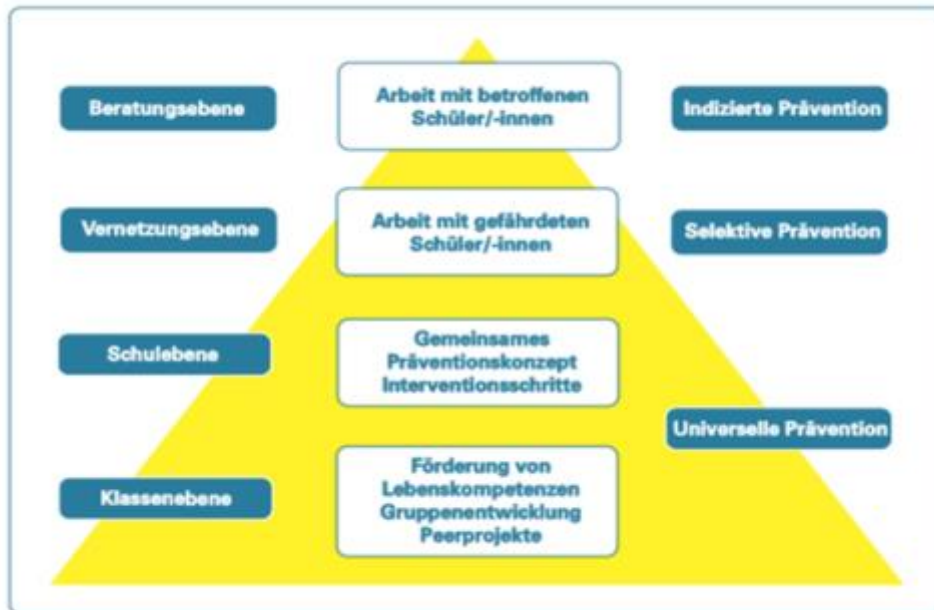 Beratungsebene
Arbeit mit betroffenen
Schüler/-innen
Indizierte Prävention
Vernetzungsebene
Arbeit mit gefährdeten
Schüler/-innen
Selektive Prävention
Schulebene
Gemeinsames
Präventionskonzept
Interventionsschritte
Universelle Prävention
Klassenebene
Förderung von
Lebenskompetenzen
Gruppenentwicklung
Peerprojekte